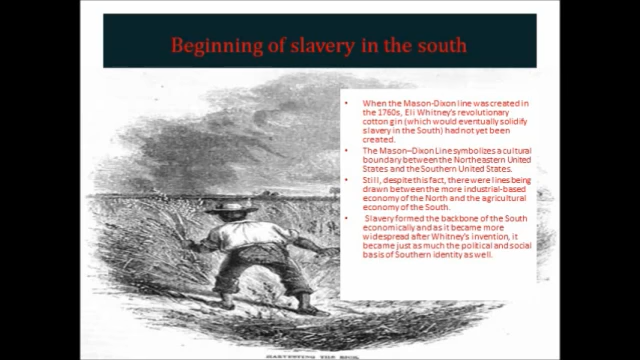 Beginning of slavery in the south
• When the Mason-Dixon line was created in
the 1760s, Eli Whitney's revolutionary
cotton gin (which would eventually solidify
slavery in the South) had not yet been
created.
• The Mason–Dixon Line symbolizes a cultural
boundary between the Northeastern United
States and the Southern United States.
• Still, despite this fact, there were lines being
drawn between the more industrial-based
economy of the North and the agricultural
economy of the South.
• Slavery formed the backbone of the South
economically and as it became more
widespread after Whitney's invention, it
became just as much the political and social
basis of Southern identity as well.
HARVESTING THE RICE.